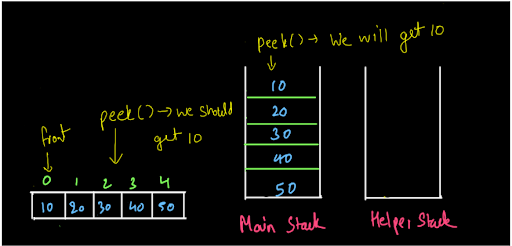 peek() → We will get 10
peek() → we should
get 10
front
0 1 2 3 4
10 20 30 40 50
10
20
30
40
50
Main Stack
Helper Stack